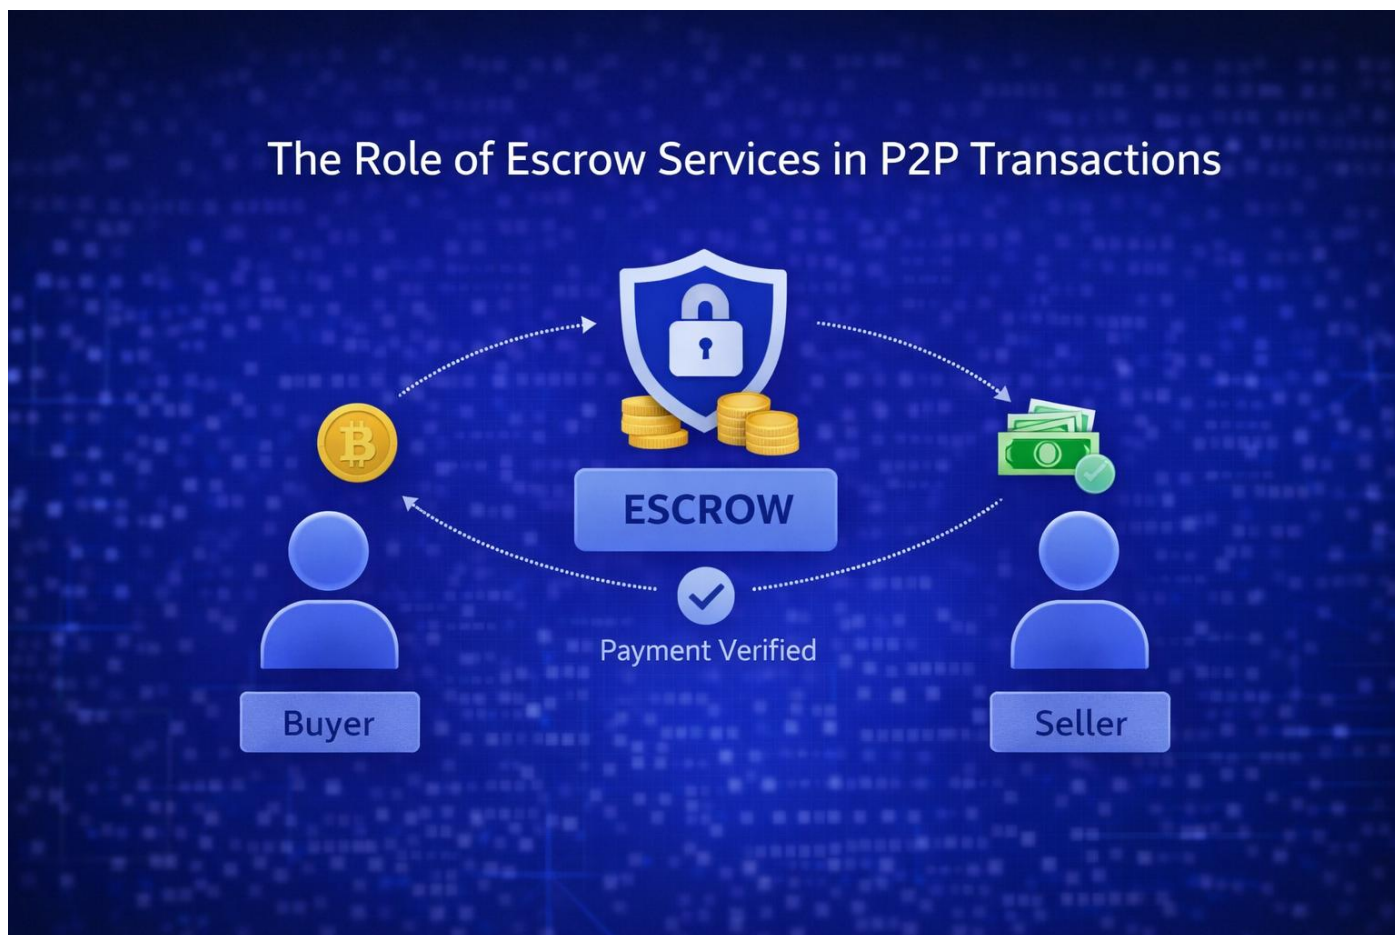 The Role of Escrow Services in P2P Transactions
ESCROW
Payment Verified
Buyer
Seller